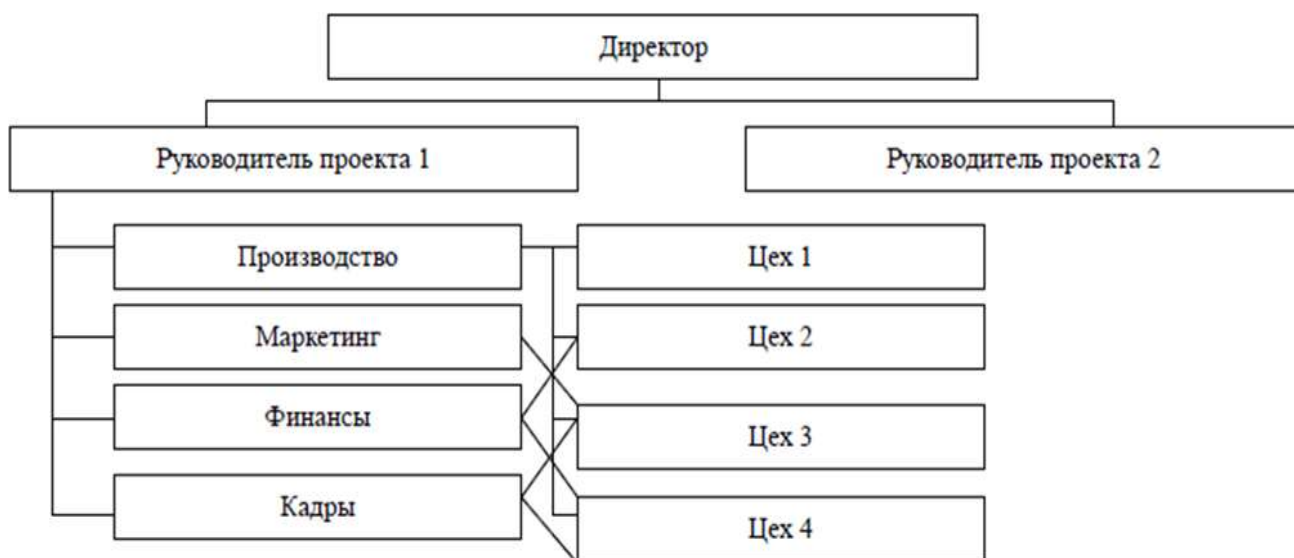 Директор
Руководитель проекта 1
Руководитель проекта 2
Производство
Цех 1
Маркетинг
Цех 2
Финансы
Цех 3
Кадры
Цех 4